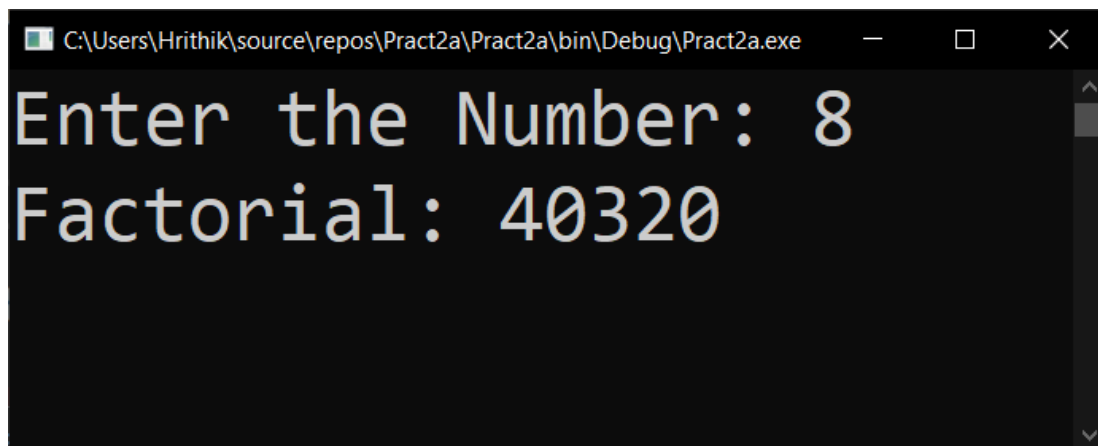 C:\Users\Hrithik\source\repos\Pract2a\Pract2a\bin\Debug\Pract2a.exe
Enter the Number: 8
Factorial: 40320